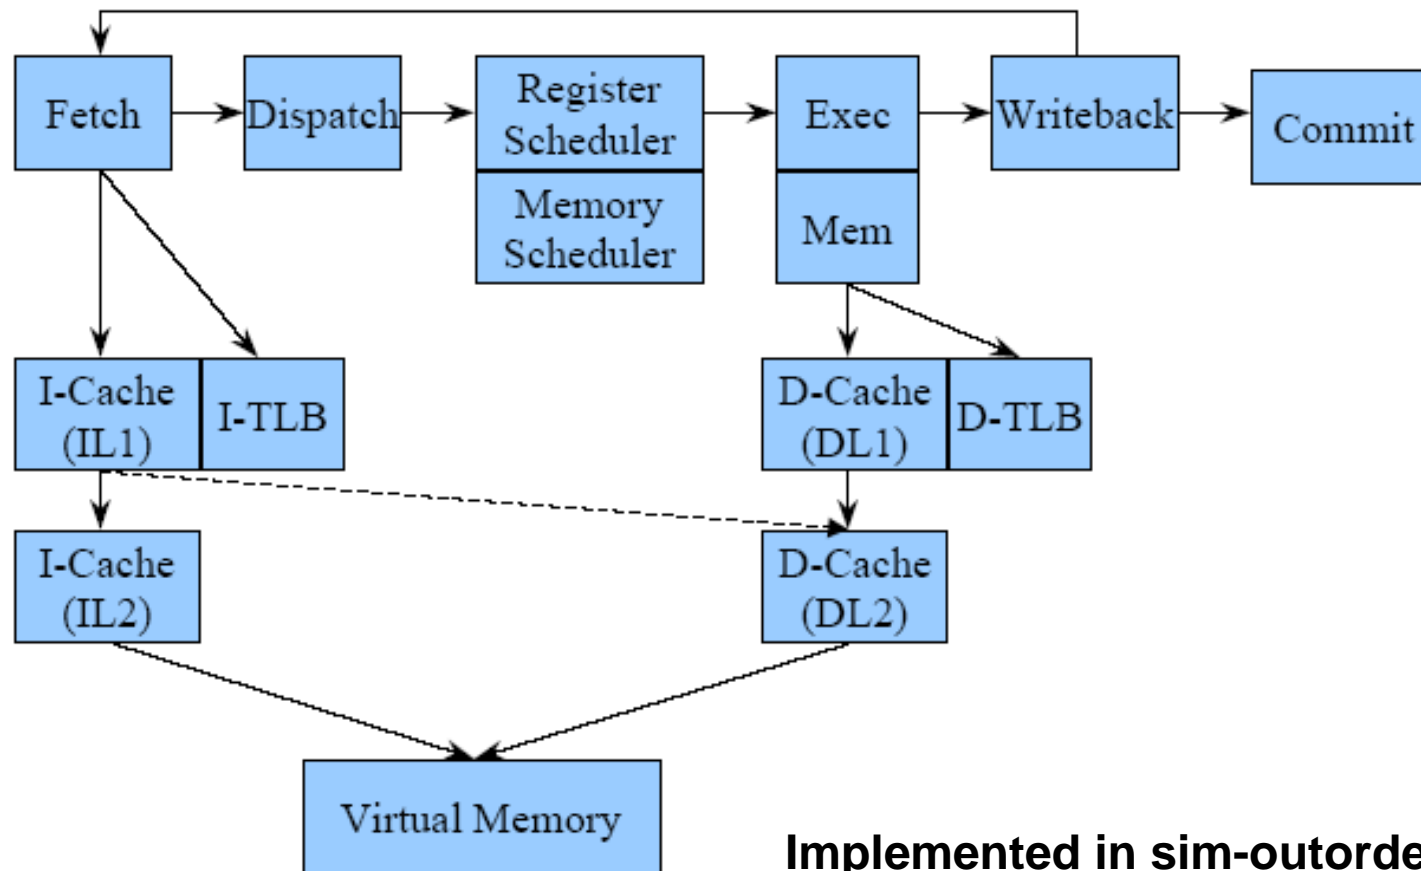 Fetch
Dispatch
Register
Scheduler
Exec
Writeback
Commit
Memory
Scheduler
Mem
I-Cache
(IL1)
I-TLB
D-Cache
(DL1)
D-TLB
I-Cache
(IL2)
D-Cache
(DL2)
Virtual Memory
Implemented in sim-outorde